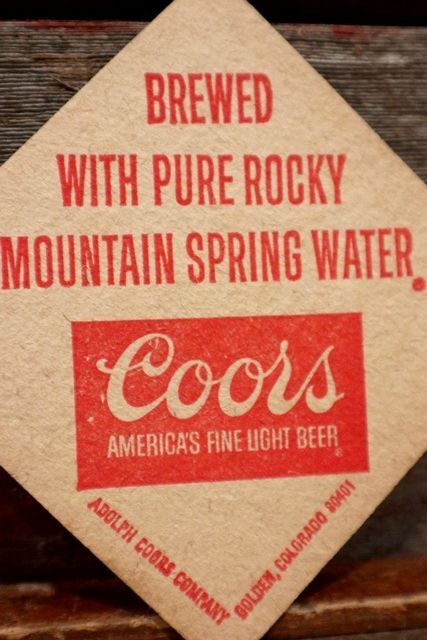 BREWED
WITH PURE ROCKY
MOUNTAIN SPRING WATER.
Coors
AMERICA'S FINE LIGHT BEER
®
ADOLPH COORS COMPANY
GOLDEN, COLORADO 80401